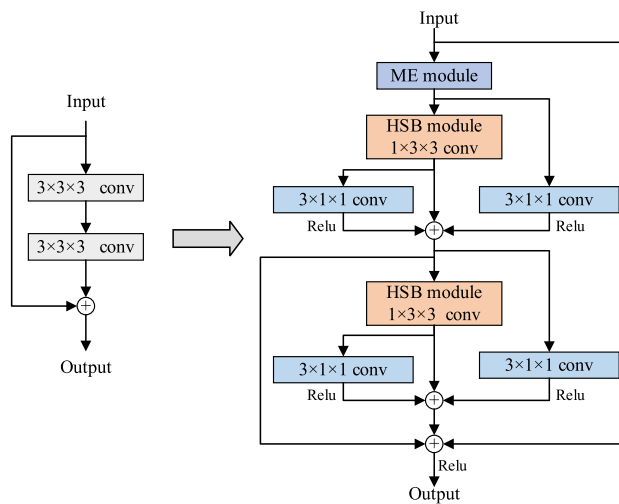 Input
3×3×3 conv
3×3×3 conv
+
Output
Input
ME module
HSB module
1×3×3 conv
3×1×1 conv
3×1×1 conv
Relu
+
Relu
HSB module
1×3×3 conv
3×1×1 conv
3×1×1 conv
Relu
+
Relu
+
Relu
Output